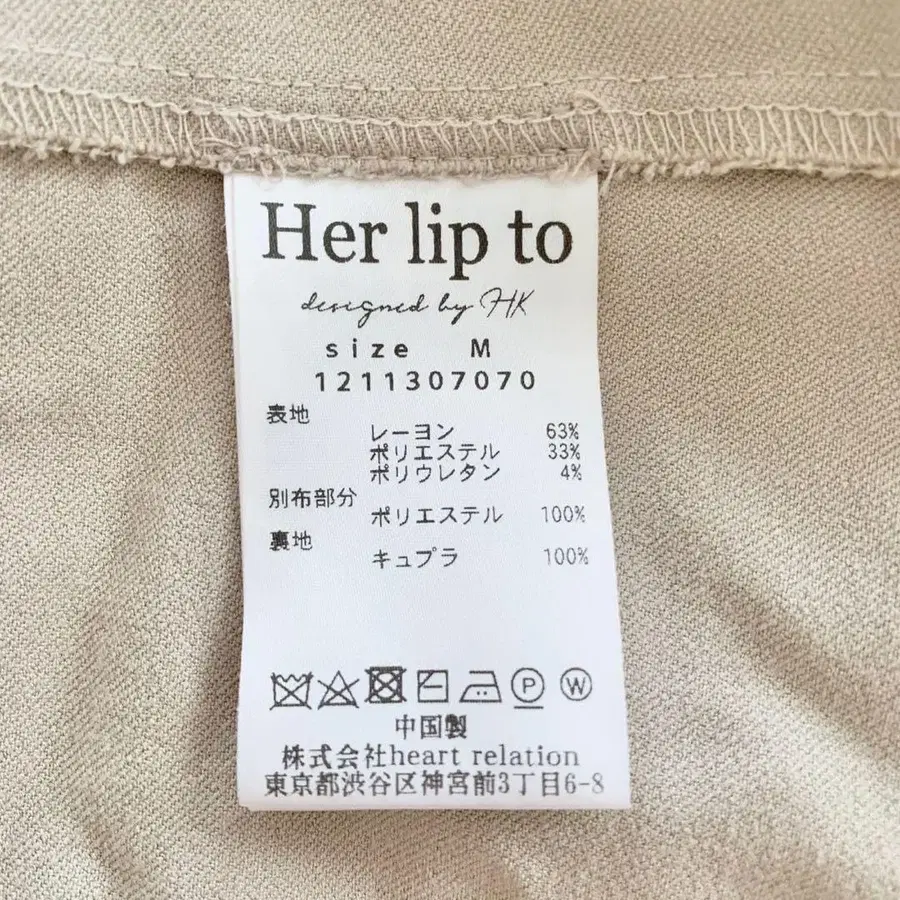 Her lip to
designed by HK
size M
1211307070
表地
レーヨン 63%
ポリエステル 33%
ポリウレタン 4%
別布部分
ポリエステル 100%
裏地
キュプラ 100%
P W
中国製
株式会社heart relation
東京都渋谷区神宮前3丁目6-8